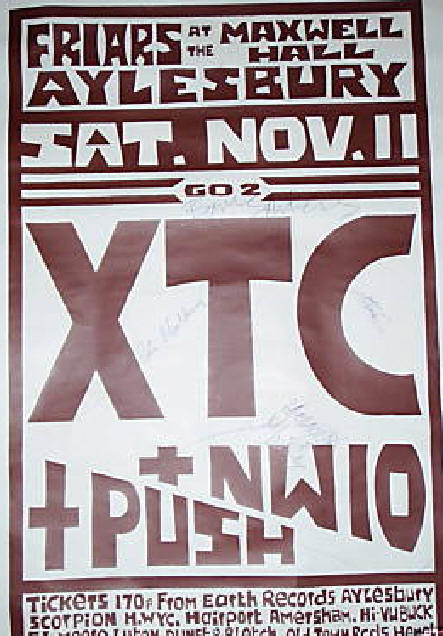 FRIARS AT THE MAXWELL HALL
AYLESBURY
SAT. NOV. 11
GO 2
XTC
+ NW10
+ PUSH
TICKETS 170P FROM EARTH RECORDS AYLESBURY
SCORPION H.WYC. HAIRPORT AMERSHAM. HI-VU BUCK
LUTON